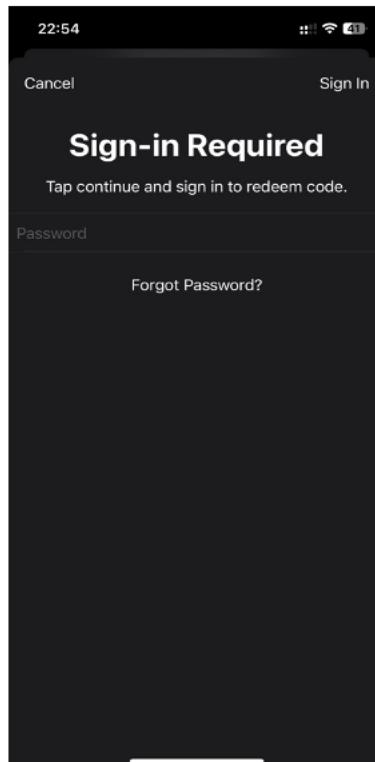 22:54
41
Cancel
Sign In
Sign-in Required
Tap continue and sign in to redeem code.
Password
Forgot Password?